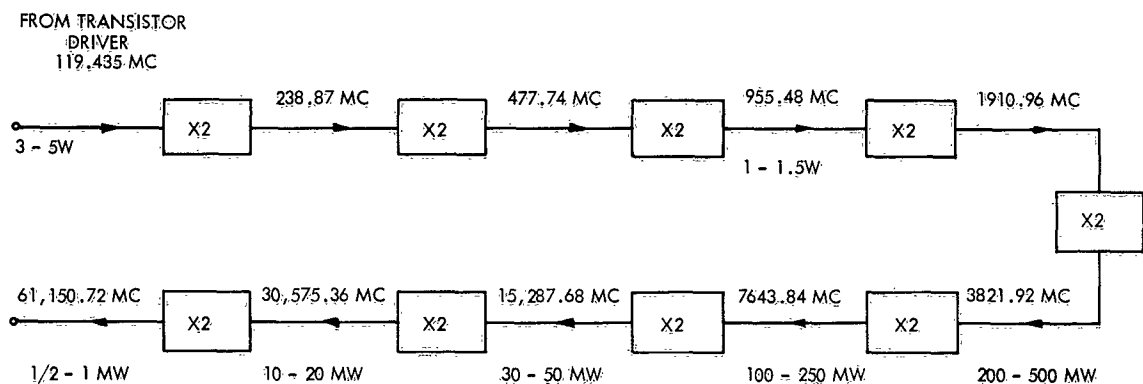 FROM TRANSISTOR
DRIVER
119.435 MC
238.87 MC
477.74 MC
955.48 MC
1910.96 MC
X2
X2
X2
X2
3 - 5W
1 - 1.5W
X2
61,150.72 MC
30,575.36 MC
15,287.68 MC
7643.84 MC
3821.92 MC
X2
X2
X2
X2
1/2 - 1 MW
10 - 20 MW
30 - 50 MW
100 - 250 MW
200 - 500 MW